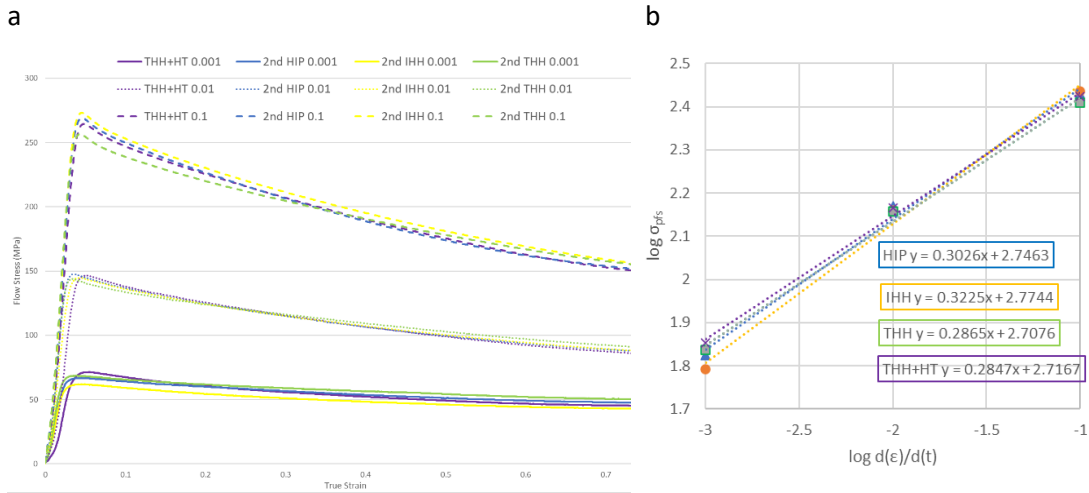 a
THH+HT 0.001 2nd HIP 0.001 2nd IHH 0.001 2nd THH 0.001
THH+HT 0.01 2nd HIP 0.01 2nd IHH 0.01 2nd THH 0.01
THH+HT 0.1 2nd HIP 0.1 2nd IHH 0.1 2nd THH 0.1
300
250
200
150
100
50
0
Flow Stress (MPa)
0 0.1 0.2 0.3 0.4 0.5 0.6 0.7
True Strain
b
2.5
2.4
2.3
2.2
2.1
2
1.9
1.8
1.7
log σpfs
HIP y = 0.3026x + 2.7463
IHH y = 0.3225x + 2.7744
THH y = 0.2865x + 2.7076
THH+HT y = 0.2847x + 2.7167
-3 -2.5 -2 -1.5 -1
log d(ε)/d(t)